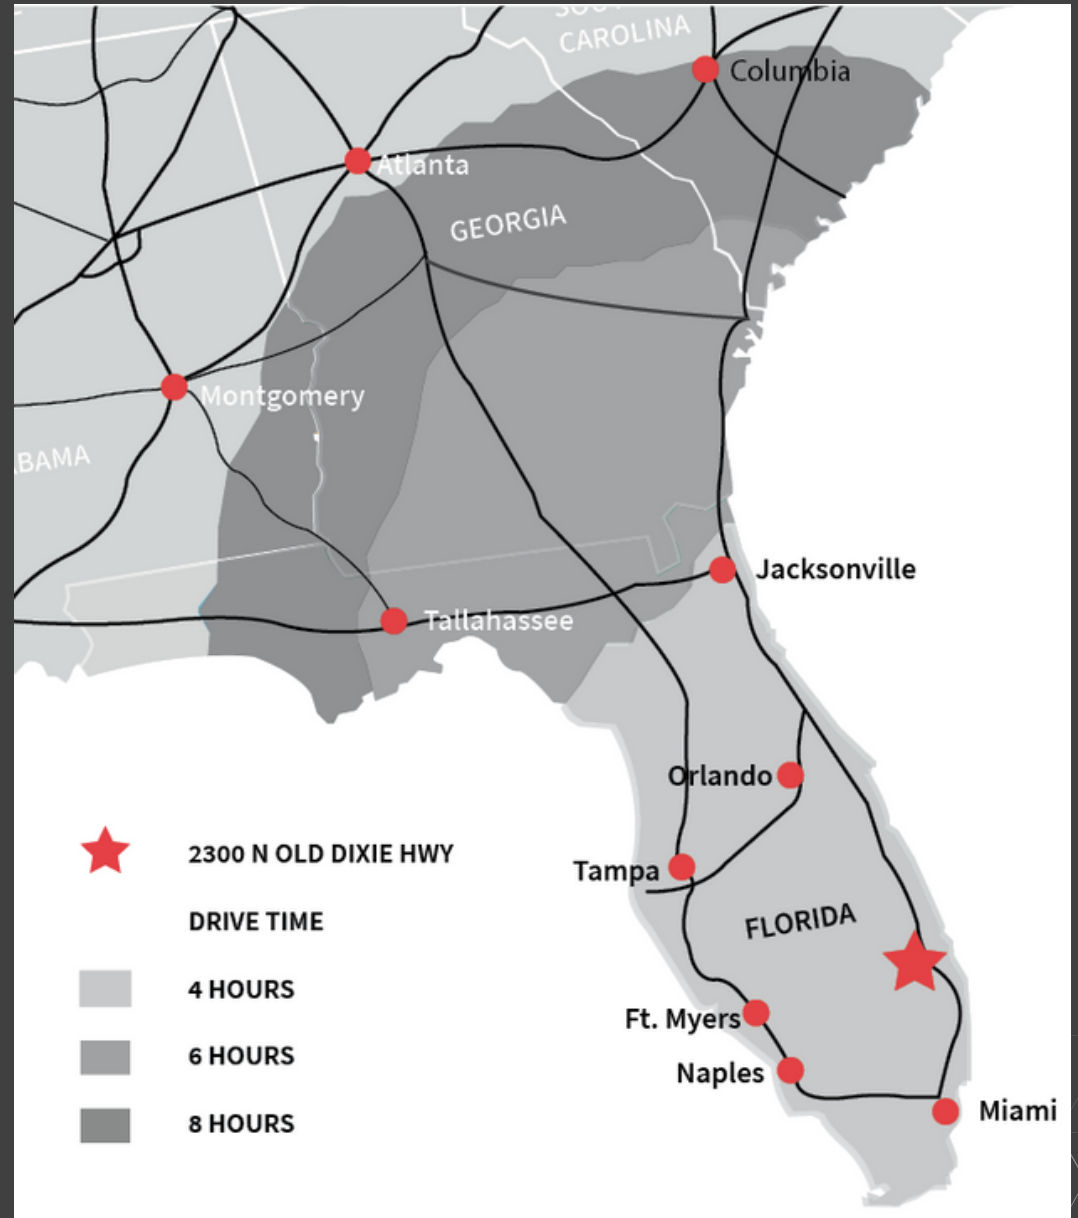 CAROLINA
Columbia
Atlanta
GEORGIA
Montgomery
BAMA
Jacksonville
Tallahassee
Orlando
2300 N OLD DIXIE HWY
Tampa
DRIVE TIME
FLORIDA
4 HOURS
Ft. Myers
6 HOURS
Naples
Miami
8 HOURS